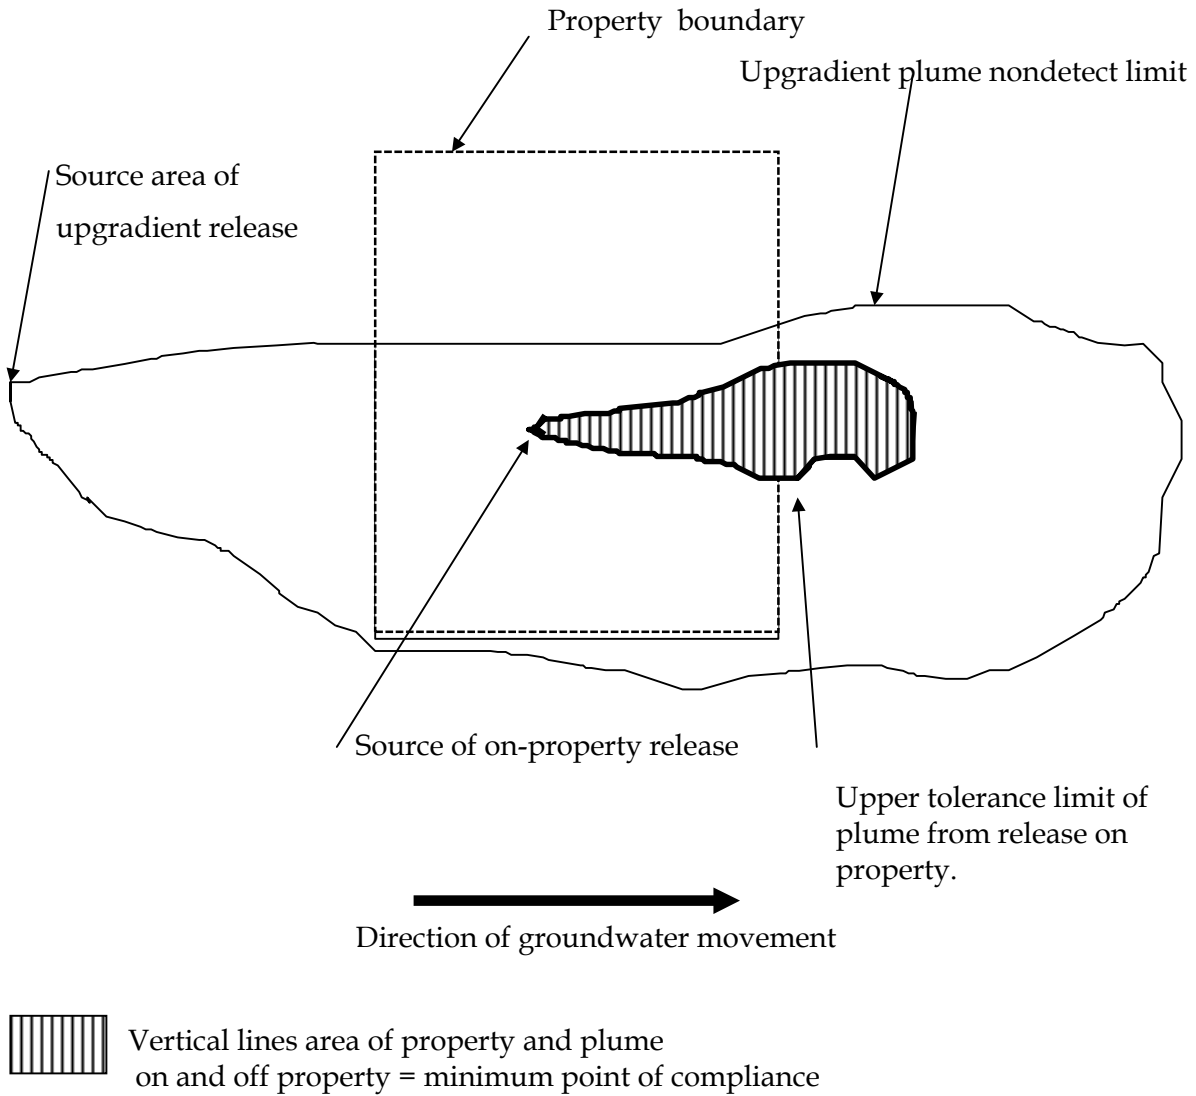 Property boundary
Upgradient plume nondetect limit
Source area of
upgradient release
Source of on-property release
Upper tolerance limit of
plume from release on
property.
Direction of groundwater movement
Vertical lines area of property and plume
on and off property = minimum point of compliance